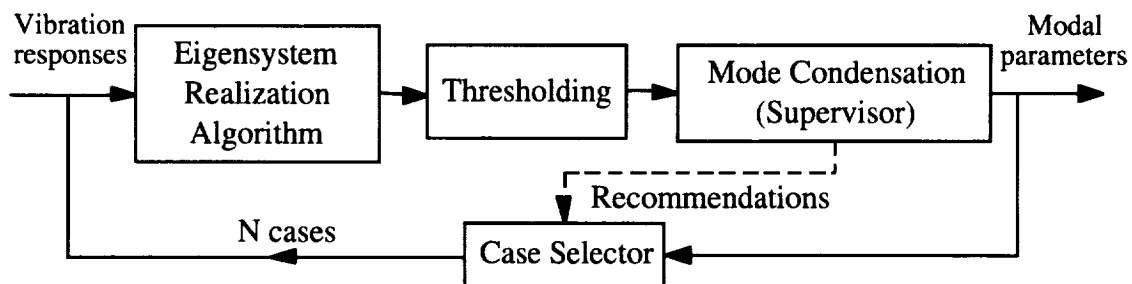 Vibration
responses
Eigensystem
Realization
Algorithm
Thresholding
Mode Condensation
(Supervisor)
Modal
parameters
Recommendations
N cases
Case Selector